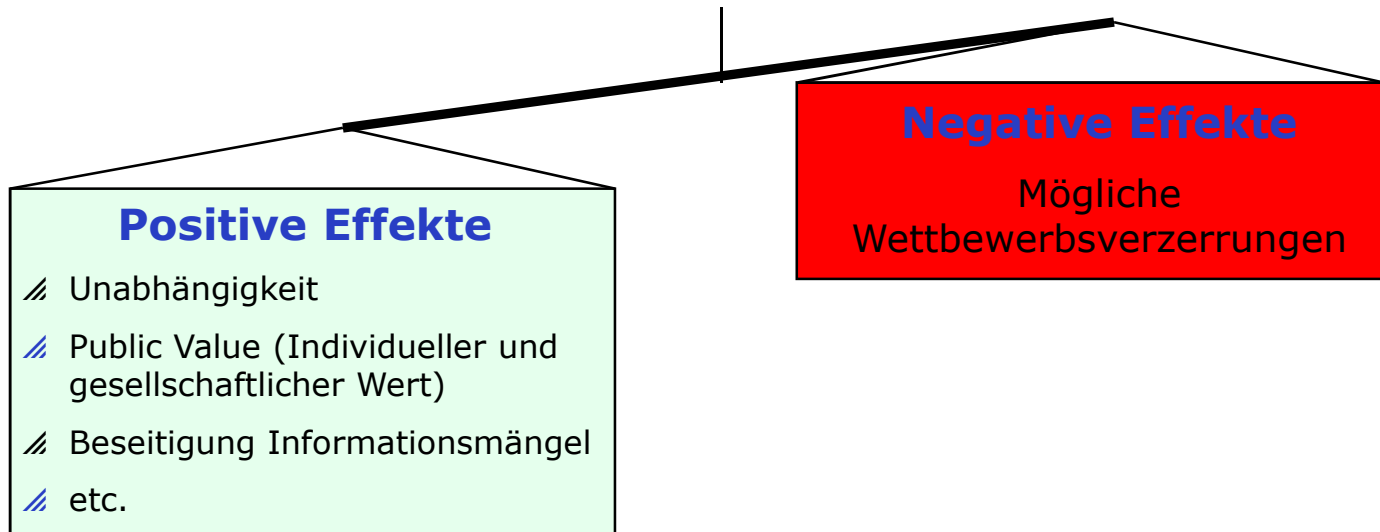 Negative Effekte
Mögliche
Wettbewerbsverzerrungen
Positive Effekte
Unabhängigkeit
Public Value (Individueller und
gesellschaftlicher Wert)
Beseitigung Informationsmängel
etc.